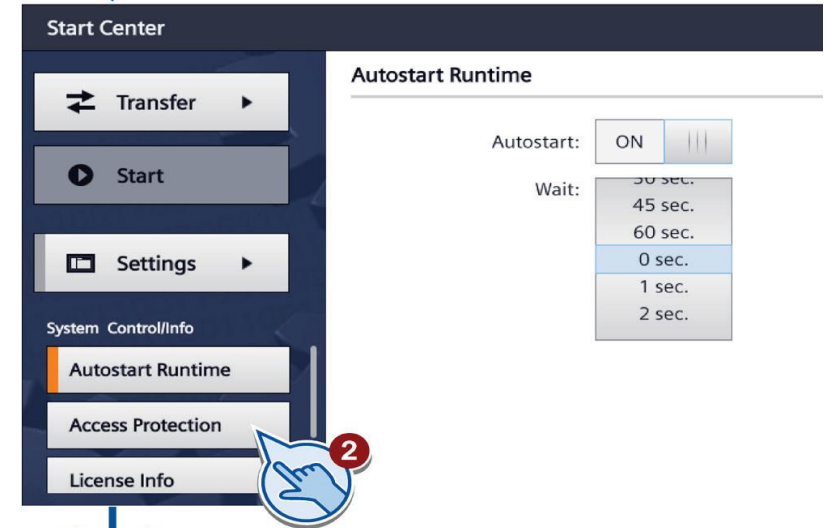 Start Center
Transfer
Start
Settings
System Control/Info
Autostart Runtime
Access Protection
License Info
Autostart Runtime
Autostart: ON
Wait:
45 sec.
60 sec.
0 sec.
1 sec.
2 sec.
2